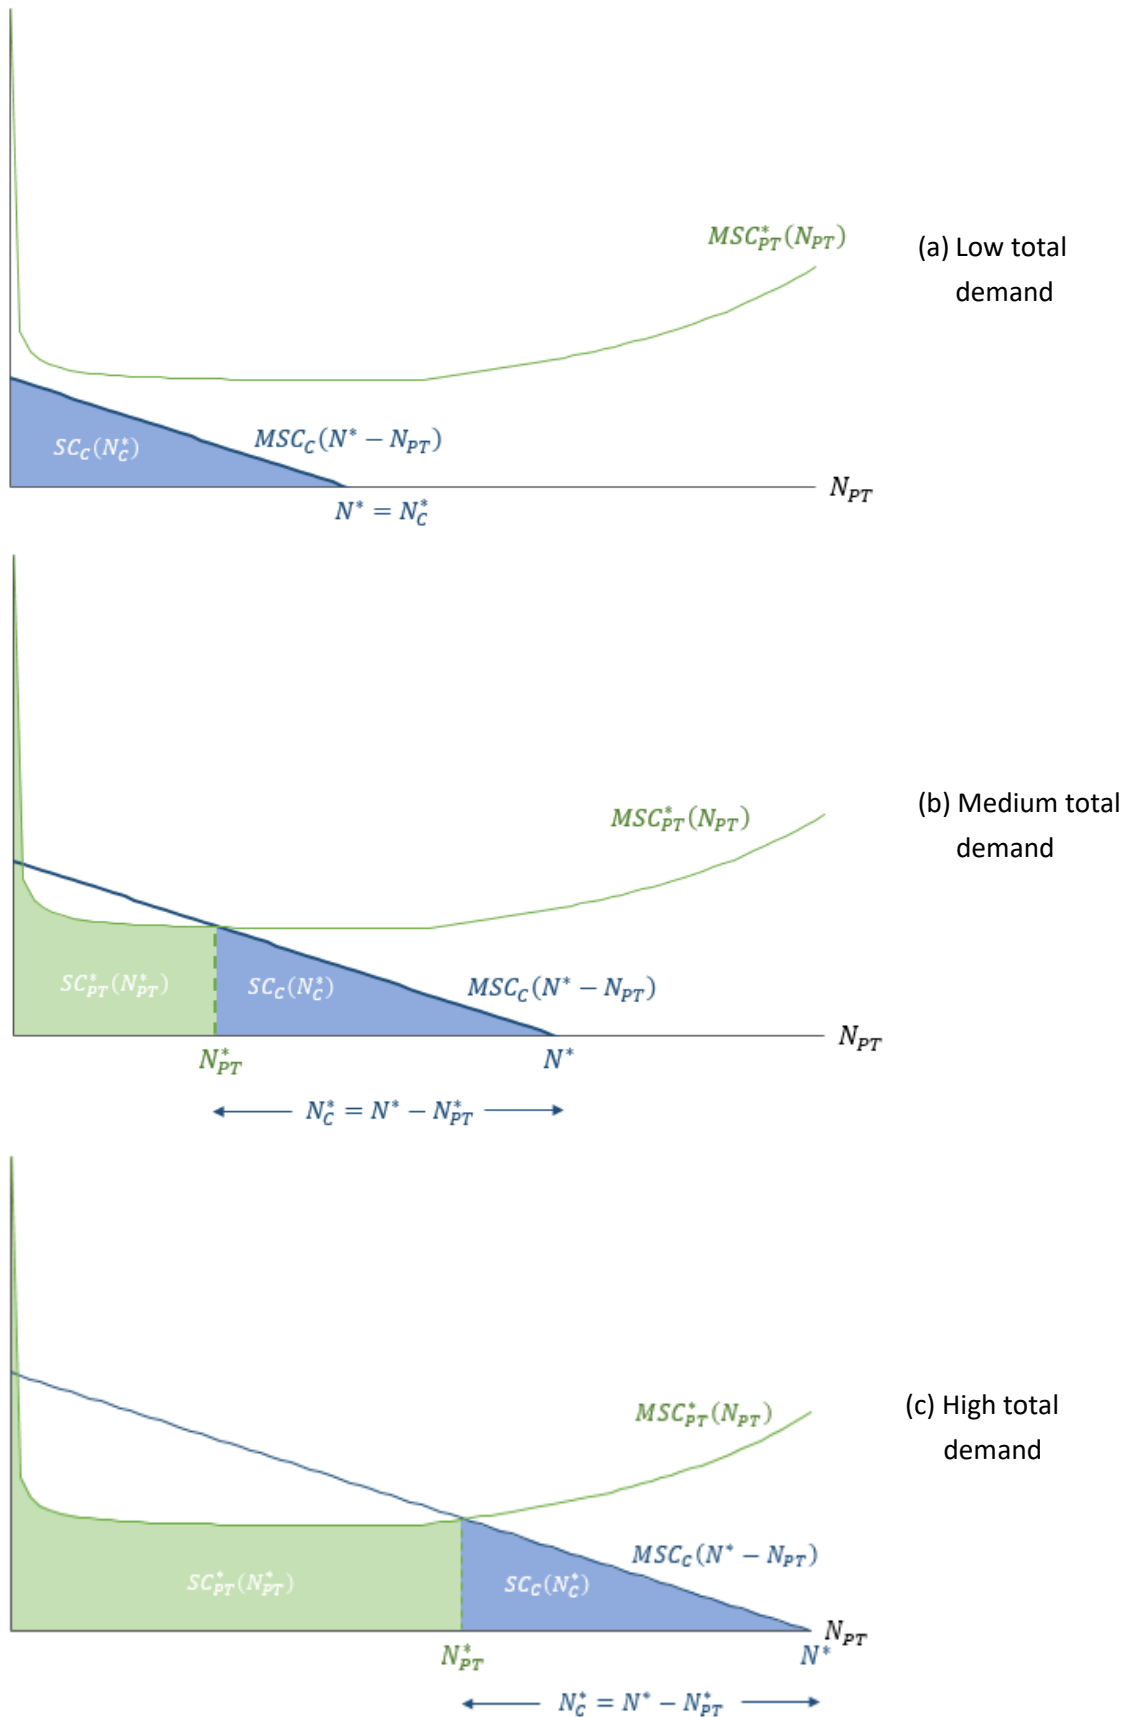 MSC*PT(NPT)
(a) Low total
demand
SCC(N*C)
MSCC(N* − NPT)
NPT
N* = N*C
MSC*PT(NPT)
(b) Medium total
demand
SC*PT(N*PT)
SCC(N*C)
MSCC(N* − NPT)
NPT
N*PT
N*
N*C = N* − N*PT
MSC*PT(NPT)
(c) High total
demand
MSCC(N* − NPT)
SC*PT(N*PT)
SCC(N*C)
NPT
N*PT
N*
N*C = N* − N*PT